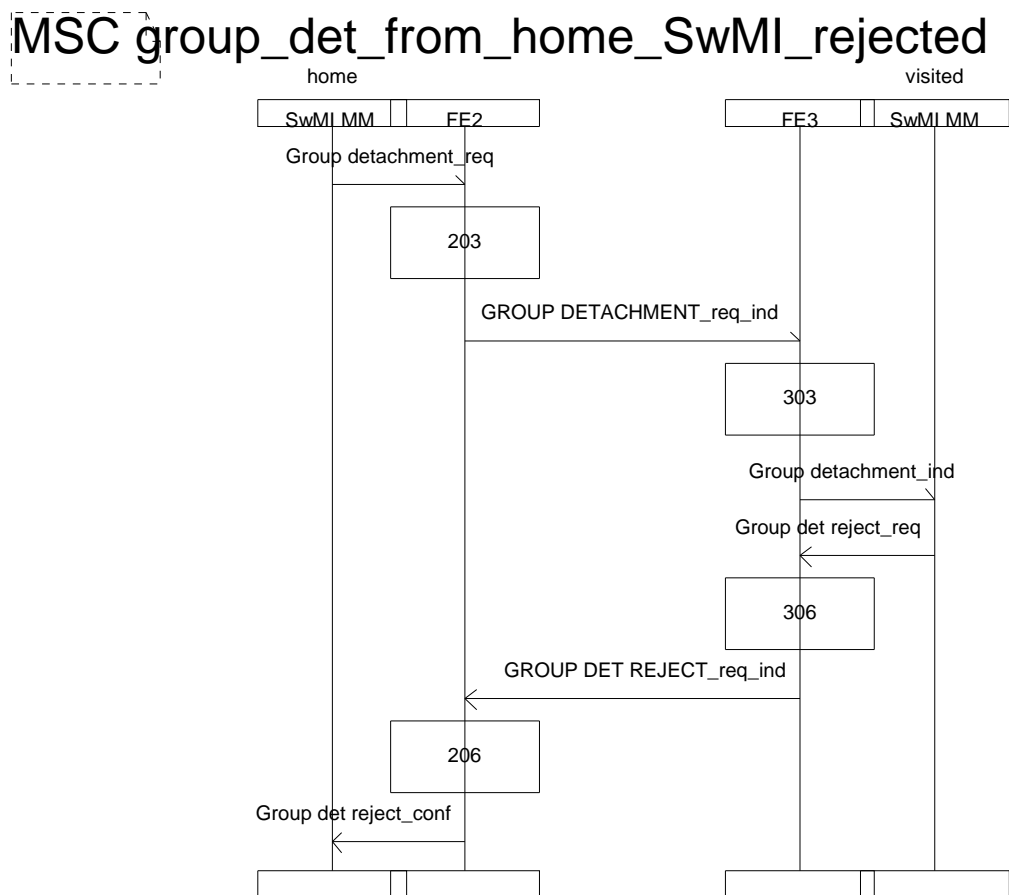 MSC group_det_from_home_SwMI_rejected
home visited
SwMI MM FE2 FE3 SwMI MM
Group detachment_req
203
GROUP DETACHMENT_req_ind
303
Group detachment_ind
Group det reject_req
306
GROUP DET REJECT_req_ind
206
Group det reject_conf